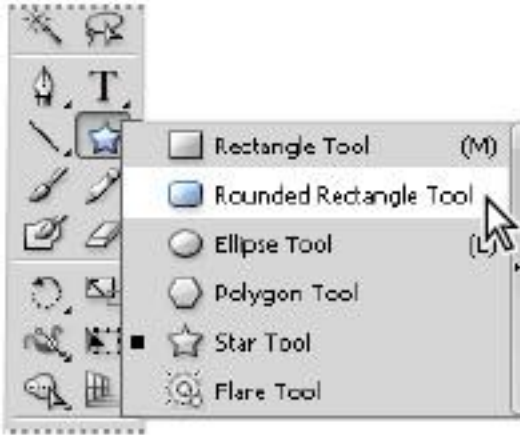 T
Rectangle Tool (M)
Rounded Rectangle Tool
Ellipse Tool (L)
Polygon Tool
Star Tool
Flare Tool